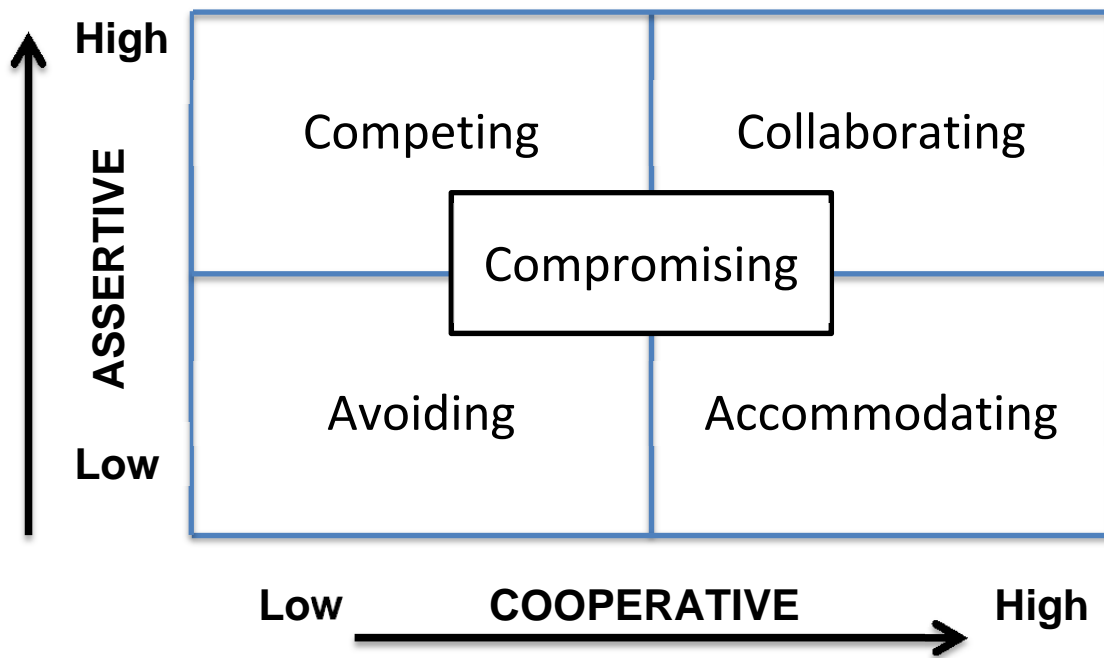 High
Competing
Collaborating
ASSERTIVE
Compromising
Avoiding
Accommodating
Low
Low
COOPERATIVE
High